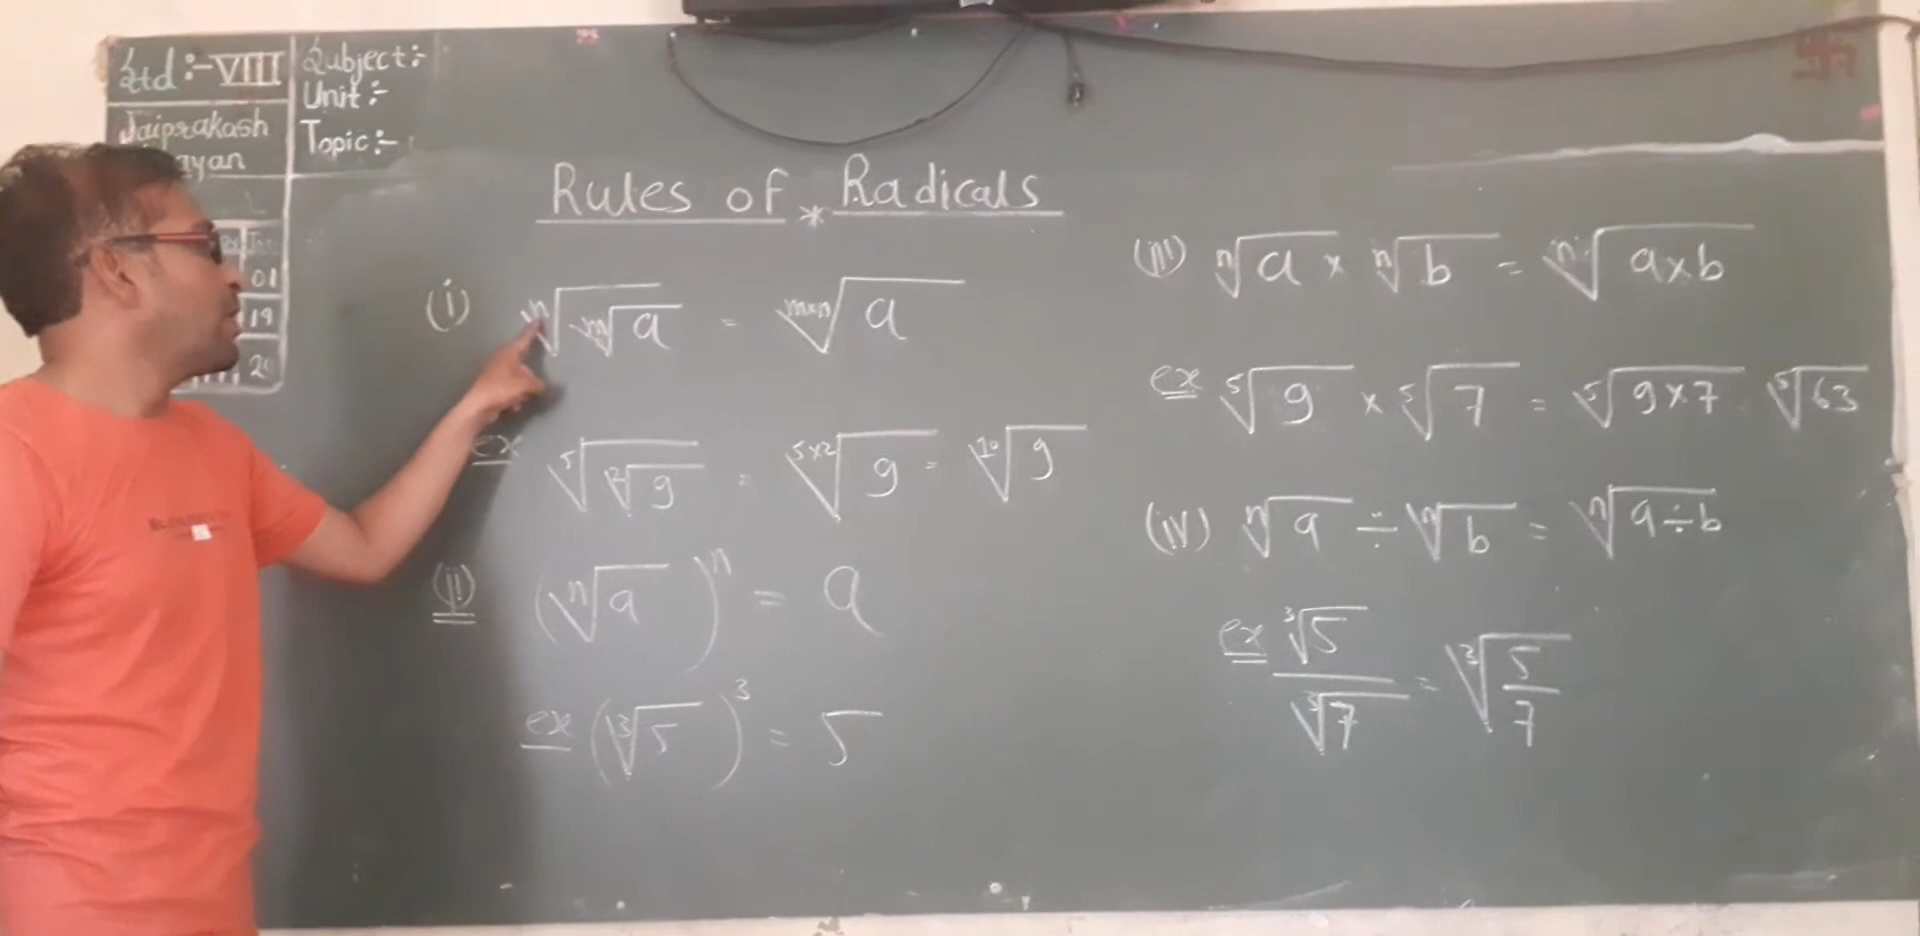 Std :- VIII
Subject :-
Unit :-
Topic :-
Jaiprakash
01
19
Rules of Radicals
(i) ⁿ√(ᵐ√a) = ᵐˣⁿ√a
ex ⁵√(²√9) = ⁵ˣ²√9 = ¹⁰√9
(ii) (ⁿ√a)ⁿ = a
ex (³√5)³ = 5
(iii) ⁿ√a × ⁿ√b = ⁿ√(a×b)
ex ⁵√9 × ⁵√7 = ⁵√(9×7) ⁵√63
(iv) ⁿ√a ÷ ⁿ√b = ⁿ√(a÷b)
ex ³√5/³√7 = ³√(5/7)